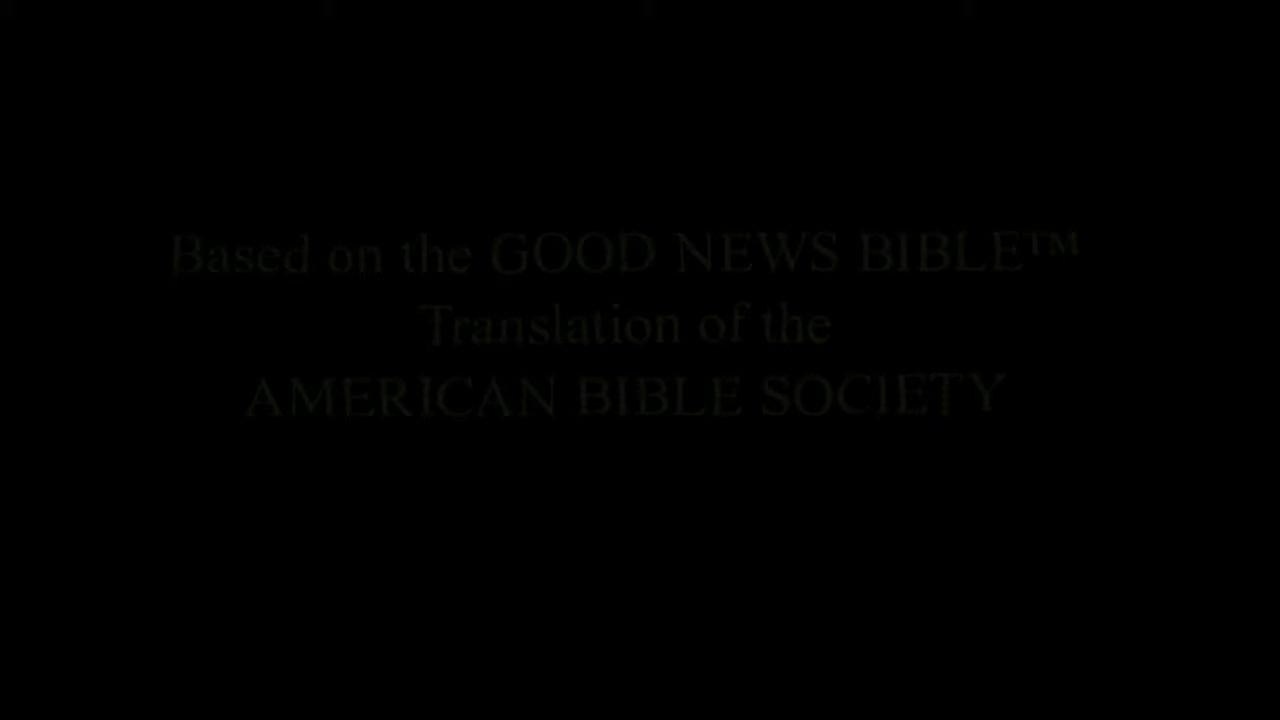 Based on the GOOD NEWS BIBLE™
Translation of the
AMERICAN BIBLE SOCIETY